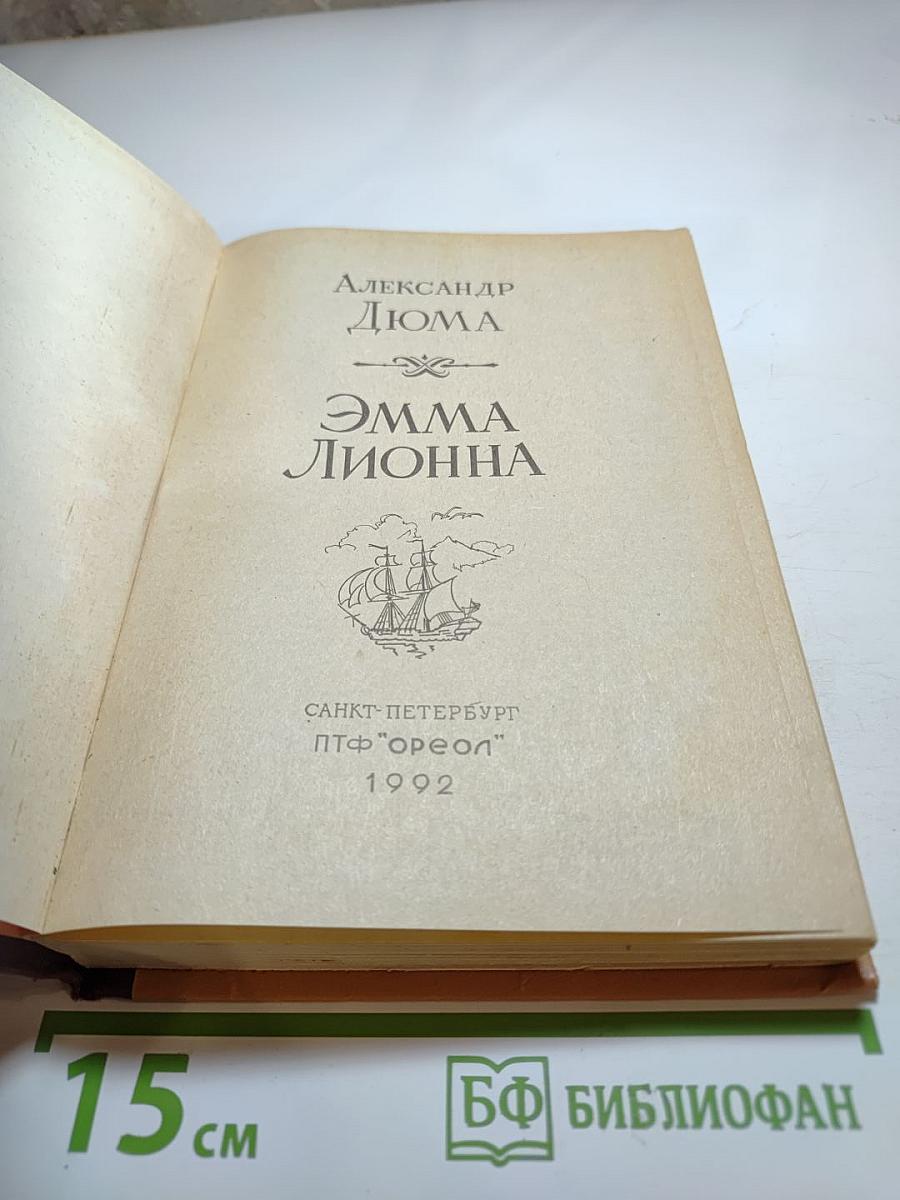 Александр
Дюма
Эмма
Лионна
САНКТ-ПЕТЕРБУРГ
ПТФ "ОРЕОЛ"
1992
15 см
БФ БИБЛИОФАН